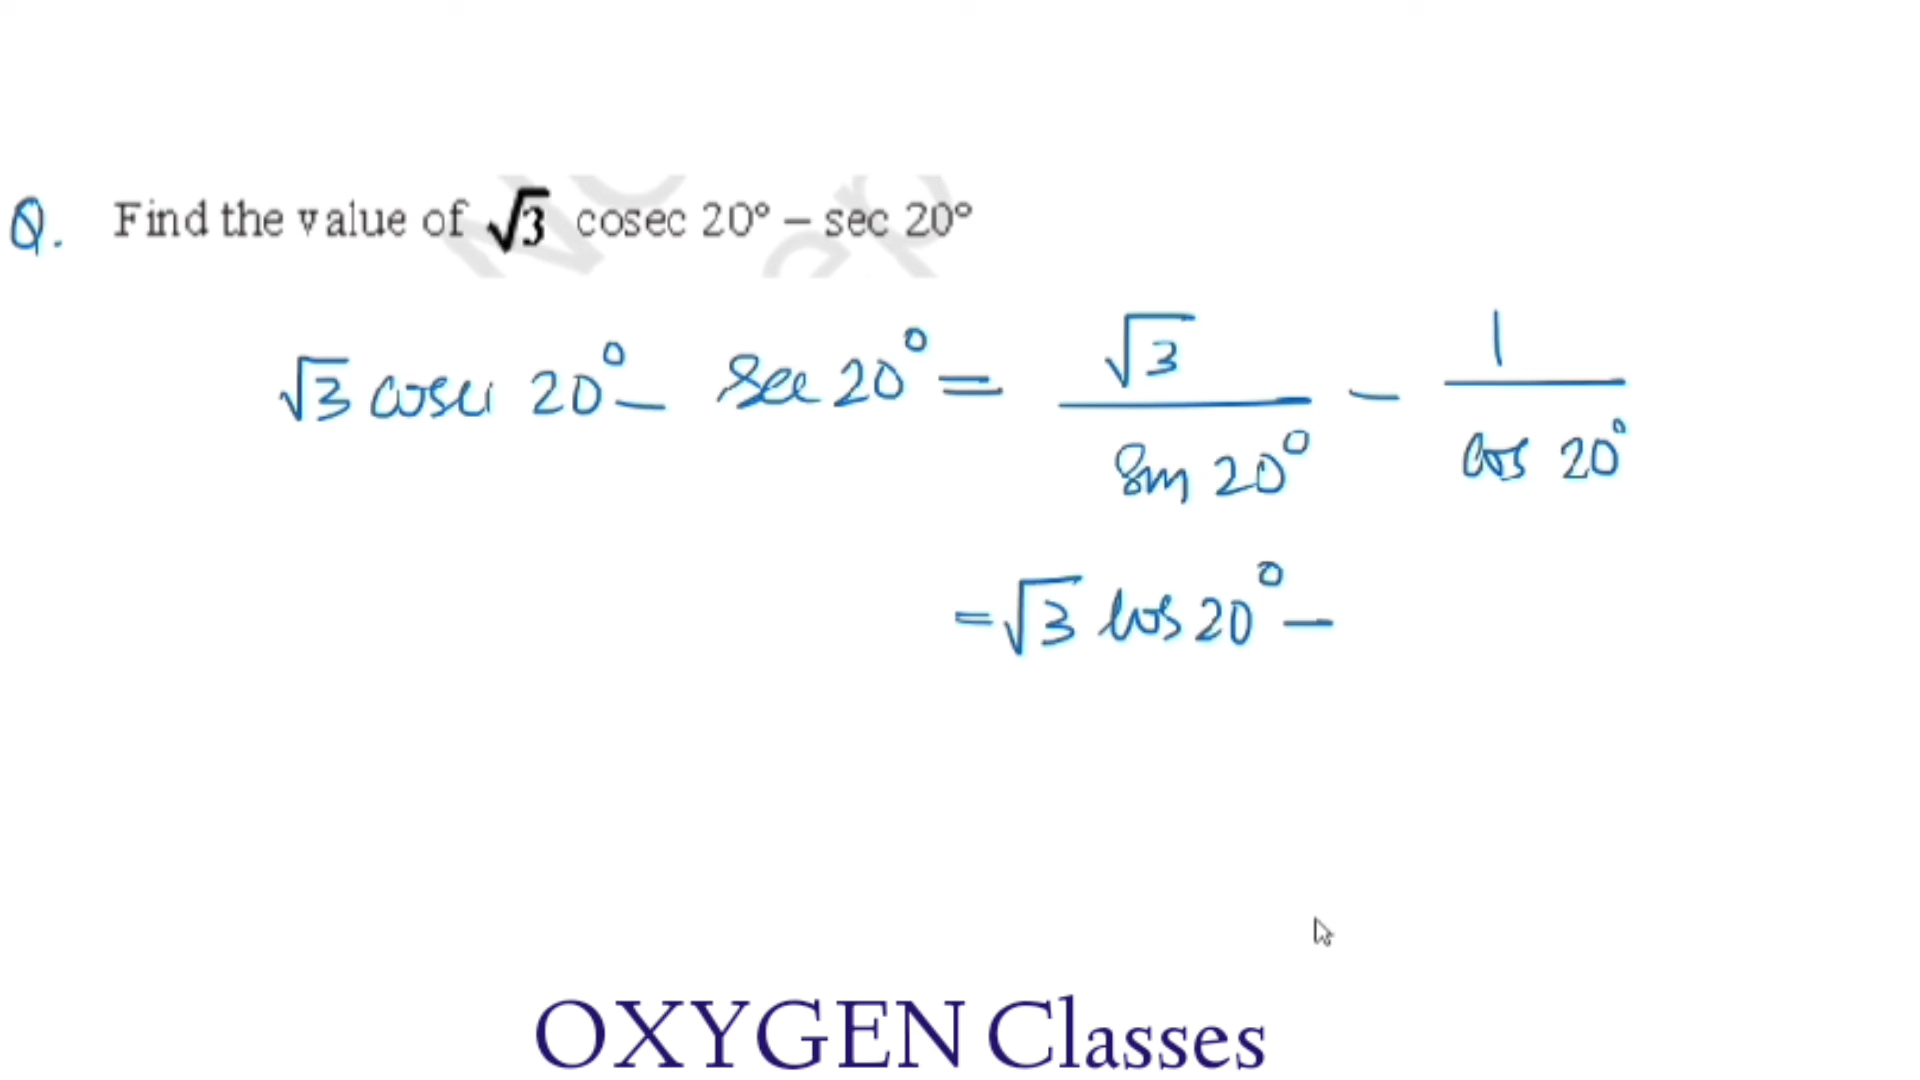 Q. Find the value of √3 cosec 20° – sec 20°
√3 cosec 20° – sec 20° = √3/sin 20° – 1/cos 20°
= √3 cos 20° –
OXYGEN Classes